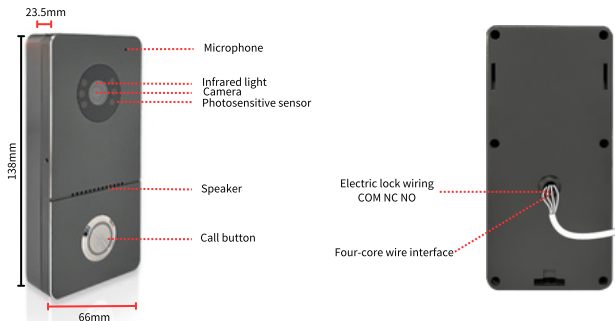 23.5mm
Microphone
Infrared light
Camera
Photosensitive sensor
138mm
Speaker
Call button
66mm
Electric lock wiring
COM NC NO
Four-core wire interface